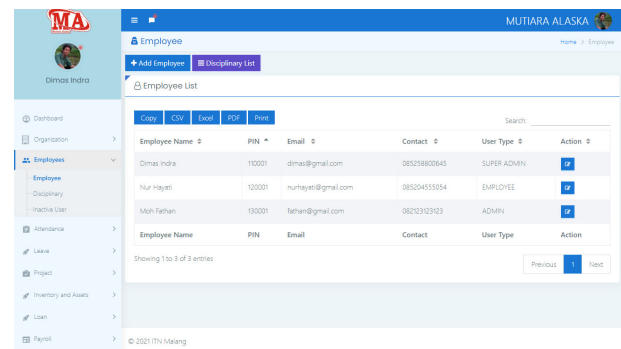 MA
MUTIARA ALASKA
Employee
Home > Employee
Dimas Indra
+ Add Employee
Disciplinary List
Employee List
Dashboard
Organization
Employees
Employee
Disciplinary
Inactive User
Attendance
Leave
Project
Inventory and Assets
Loan
Payroll
Copy CSV Excel PDF Print
Search:
Employee Name PIN Email Contact User Type Action
Dimas Indra 110001 dimas@gmail.com 085258800645 SUPER ADMIN
Nur Hayati 120001 nurhayati@gmail.com 085204555054 EMPLOYEE
Moh Fathan 130001 fathan@gmail.com 082123123123 ADMIN
Employee Name PIN Email Contact User Type Action
Showing 1 to 3 of 3 entries
Previous 1 Next
© 2021 ITN Malang